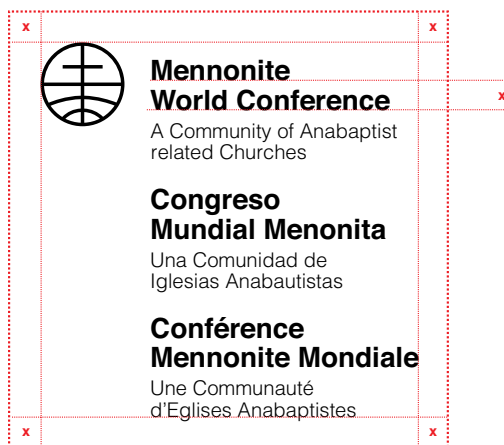 x x
Mennonite
World Conference
x
A Community of Anabaptist
related Churches
Congreso
Mundial Menonita
Una Comunidad de
Iglesias Anabautistas
Conférence
Mennonite Mondiale
Une Communauté
d'Eglises Anabaptistes
x x